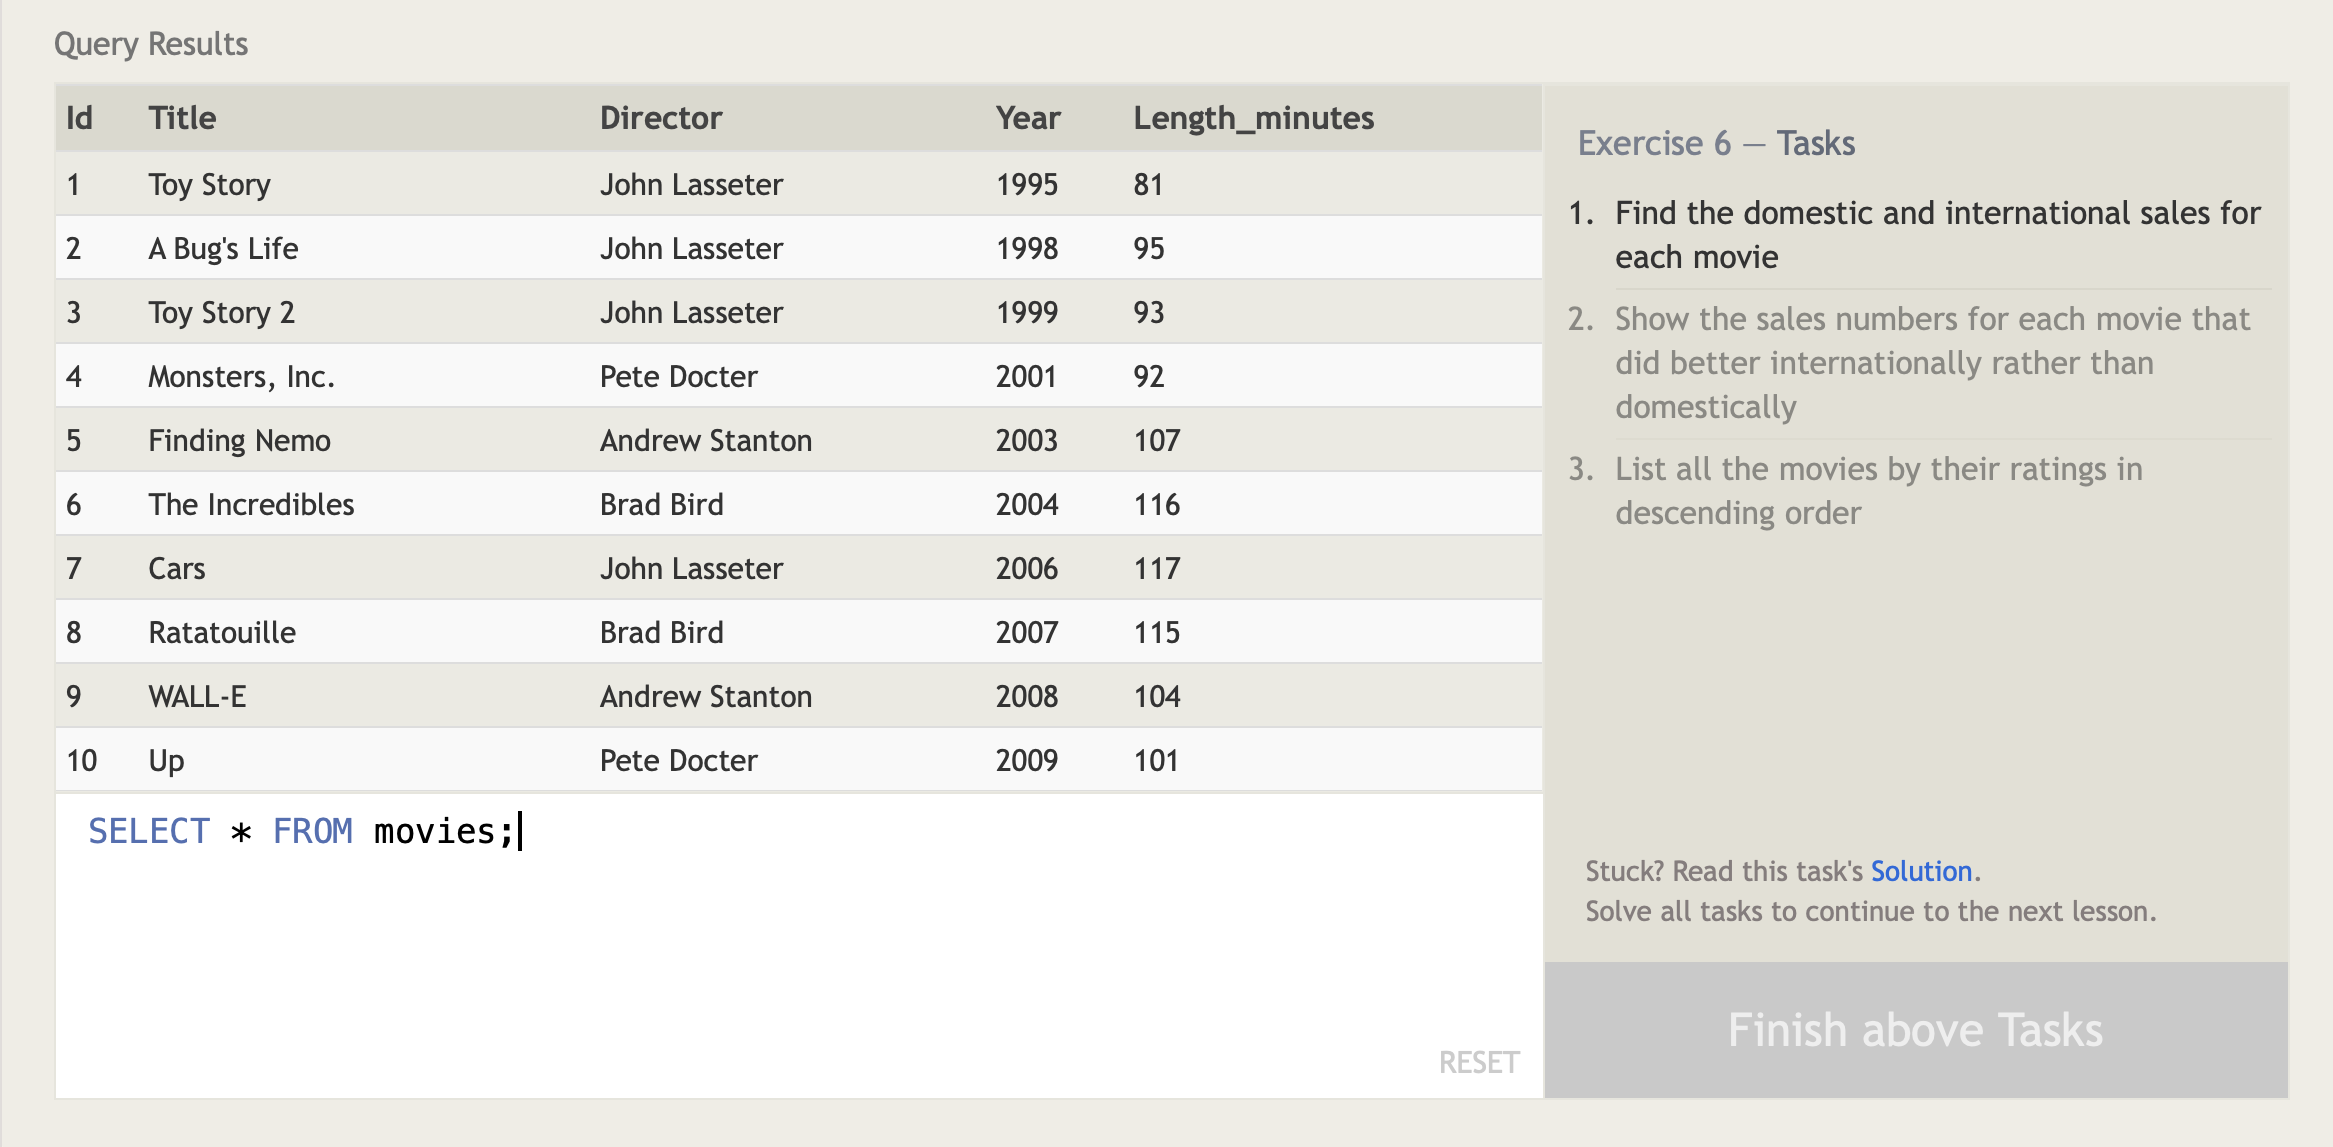 Query Results
Id Title Director Year Length_minutes
1 Toy Story John Lasseter 1995 81
2 A Bug's Life John Lasseter 1998 95
3 Toy Story 2 John Lasseter 1999 93
4 Monsters, Inc. Pete Docter 2001 92
5 Finding Nemo Andrew Stanton 2003 107
6 The Incredibles Brad Bird 2004 116
7 Cars John Lasseter 2006 117
8 Ratatouille Brad Bird 2007 115
9 WALL-E Andrew Stanton 2008 104
10 Up Pete Docter 2009 101
SELECT * FROM movies;
RESET
Exercise 6 — Tasks
1. Find the domestic and international sales for
each movie
2. Show the sales numbers for each movie that
did better internationally rather than
domestically
3. List all the movies by their ratings in
descending order
Stuck? Read this task's Solution.
Solve all tasks to continue to the next lesson.
Finish above Tasks